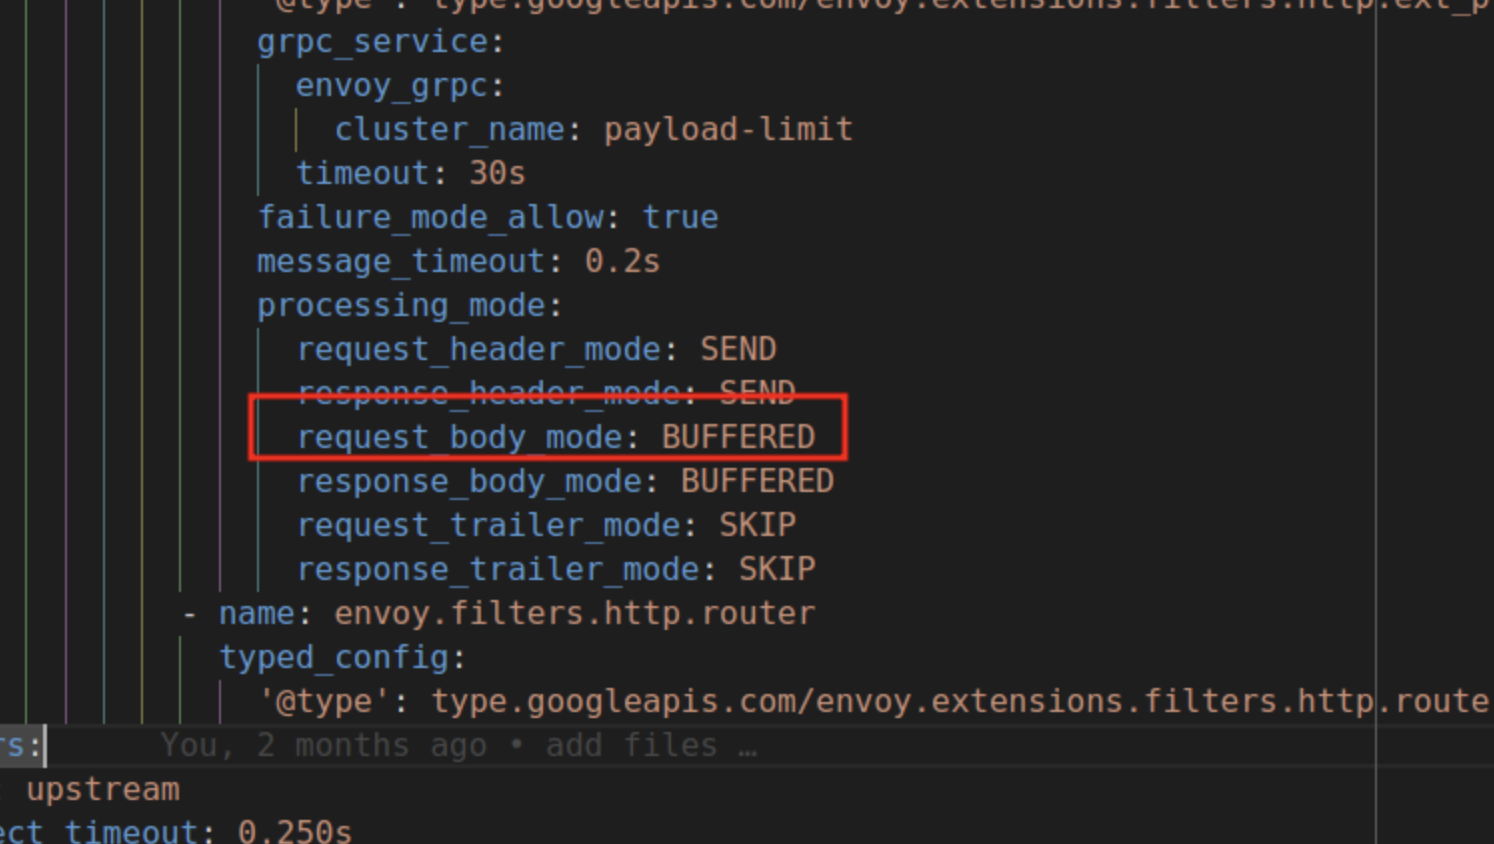 '@type': type.googleapis.com/envoy.extensions.filters.http.ext_p
grpc_service:
envoy_grpc:
cluster_name: payload-limit
timeout: 30s
failure_mode_allow: true
message_timeout: 0.2s
processing_mode:
request_header_mode: SEND
response_header_mode: SEND
request_body_mode: BUFFERED
response_body_mode: BUFFERED
request_trailer_mode: SKIP
response_trailer_mode: SKIP
- name: envoy.filters.http.router
typed_config:
'@type': type.googleapis.com/envoy.extensions.filters.http.route
rs: You, 2 months ago • add files …
: upstream
ect_timeout: 0.250s